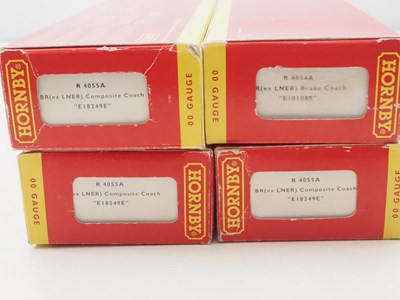 HORNBY
R 4055A
BR(ex LNER) Composite Coach
"E18249E"
00 GAUGE
HORNBY
R 4054A
BR(ex LNER) Brake Coach
"E10108E"
00 GAUGE
00 GAUGE
R 4055A
(ex LNER) Composite Coach
"E18249E"
HORNBY
00 GAUGE
R 4055A
BR(ex LNER) Composite Coach
"E18249E"
HORNBY